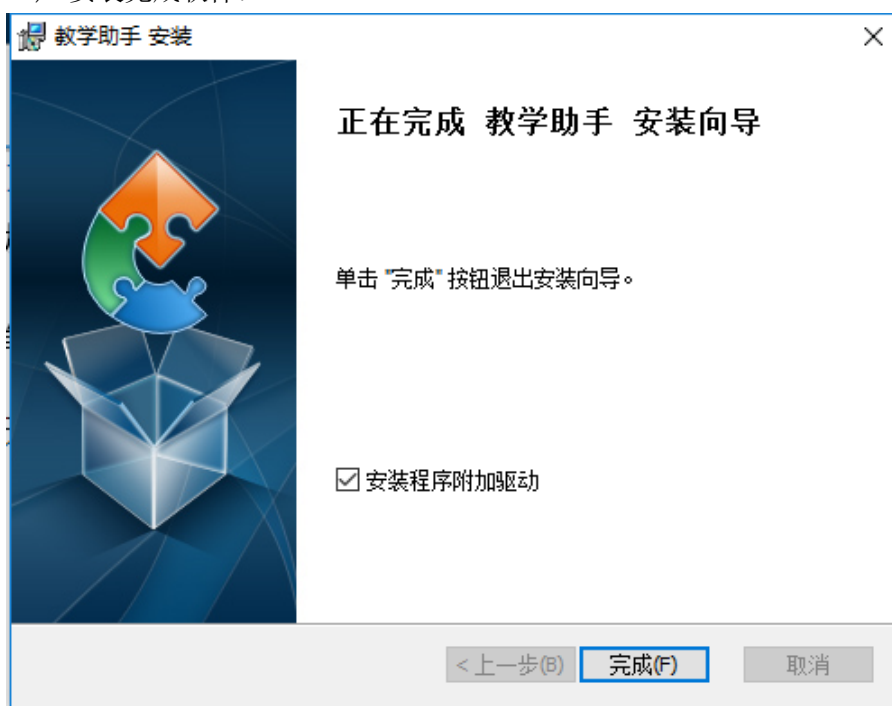 教学助手 安装
正在完成 教学助手 安装向导
单击 "完成" 按钮退出安装向导。
安装程序附加驱动
<上一步(B)
完成(F)
取消